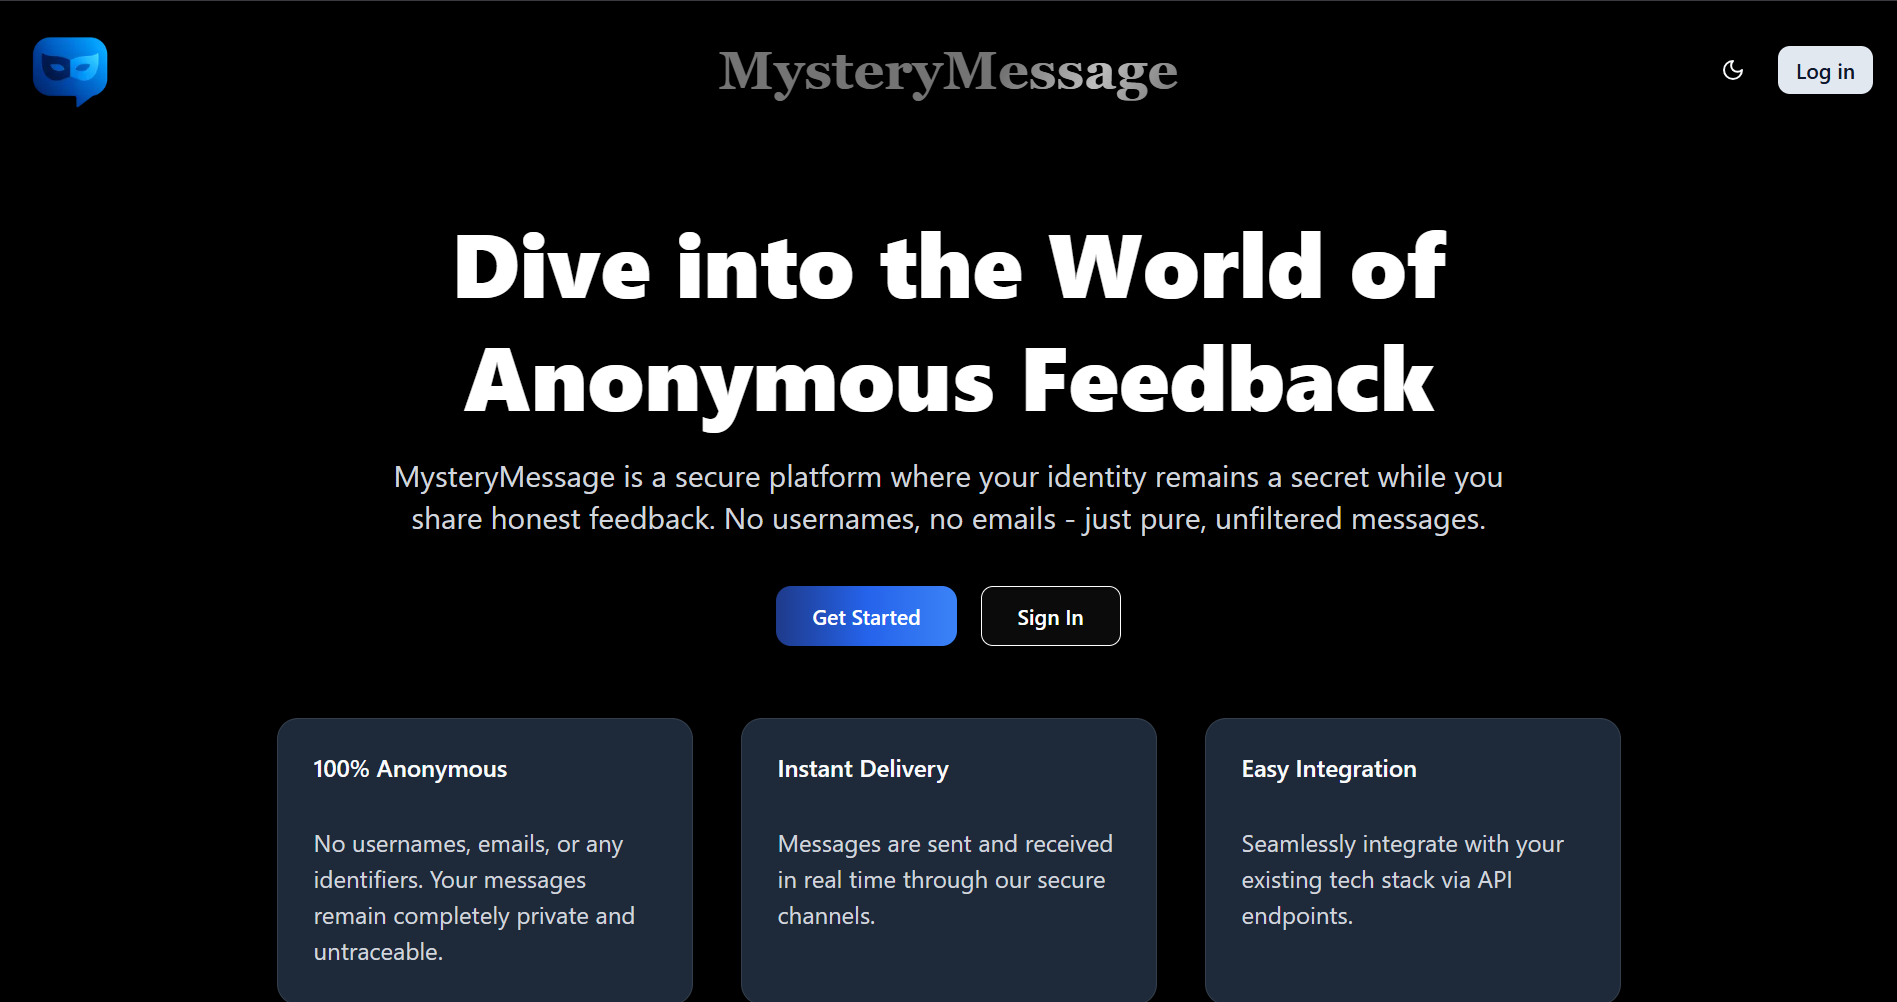 MysteryMessage
Log in
Dive into the World of
Anonymous Feedback
MysteryMessage is a secure platform where your identity remains a secret while you
share honest feedback. No usernames, no emails - just pure, unfiltered messages.
Get Started
Sign In
100% Anonymous
No usernames, emails, or any
identifiers. Your messages
remain completely private and
untraceable.
Instant Delivery
Messages are sent and received
in real time through our secure
channels.
Easy Integration
Seamlessly integrate with your
existing tech stack via API
endpoints.